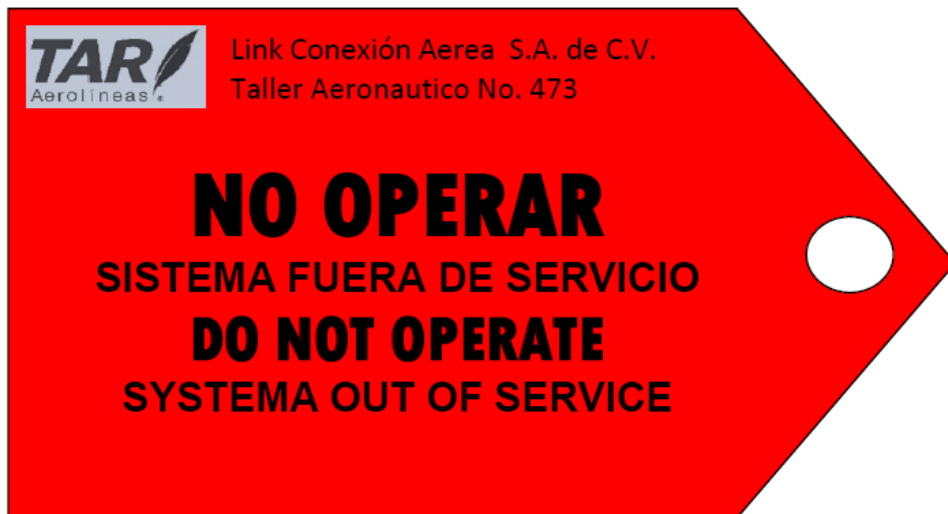 TAR
Aerolíneas
Link Conexión Aerea S.A. de C.V.
Taller Aeronautico No. 473
NO OPERAR
SISTEMA FUERA DE SERVICIO
DO NOT OPERATE
SYSTEMA OUT OF SERVICE